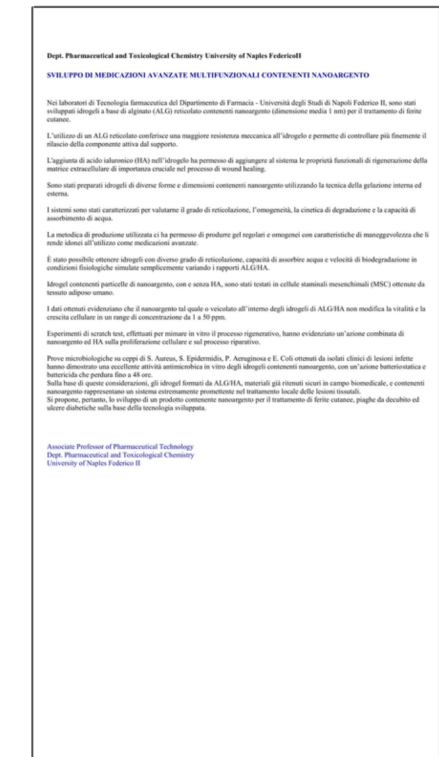 Dept. Pharmaceutical and Toxicological Chemistry University of Naples FedericoII
SVILUPPO DI MEDICAZIONI AVANZATE MULTIFUNZIONALI CONTENENTI NANOARGENTO
Nei laboratori di Tecnologia farmaceutica del Dipartimento di Farmacia - Università degli Studi di Napoli Federico II, sono stati
sviluppati idrogeli a base di alginato (ALG) reticolato contenenti nanoargento (dimensione media 1 nm) per il trattamento di ferite
cutanee.
L'utilizzo di un ALG reticolato conferisce una maggiore resistenza meccanica all'idrogelo e permette di controllare più finemente il
rilascio della componente attiva dal supporto.
L'aggiunta di acido ialuronico (HA) nell'idrogelo ha permesso di aggiungere al sistema le proprietà funzionali di rigenerazione della
matrice extracellulare di importanza cruciale nel processo di wound healing.
Sono stati preparati idrogeli di diverse forme e dimensioni contenenti nanoargento utilizzando la tecnica della gelazione interna ed
esterna.
I sistemi sono stati caratterizzati per valutarne il grado di reticolazione, l'omogeneità, la cinetica di degradazione e la capacità di
assorbimento di acqua.
La metodica di produzione utilizzata ci ha permesso di produrre gel regolari e omogenei con caratteristiche di maneggevolezza che li
rende idonei all'utilizzo come medicazioni avanzate.
È stato possibile ottenere idrogeli con diverso grado di reticolazione, capacità di assorbire acqua e velocità di biodegradazione in
condizioni fisiologiche simulate semplicemente variando i rapporti ALG/HA.
Idrogel contenenti particelle di nanoargento, con e senza HA, sono stati testati in cellule staminali mesenchimali (MSC) ottenute da
tessuto adiposo umano.
I dati ottenuti evidenziano che il nanoargento tal quale o veicolato all'interno degli idrogeli di ALG/HA non modifica la vitalità e la
crescita cellulare in un range di concentrazione da 1 a 50 ppm.
Esperimenti di scratch test, effettuati per mimare in vitro il processo rigenerativo, hanno evidenziato un'azione combinata di
nanoargento ed HA sulla proliferazione cellulare e sul processo riparativo.
Prove microbiologiche su ceppi di S. Aureus, S. Epidermidis, P. Aeruginosa e E. Coli ottenuti da isolati clinici di lesioni infette
hanno dimostrato una eccellente attività antimicrobica in vitro degli idrogeli contenenti nanoargento, con un'azione batteriostatica e
battericida che perdura fino a 48 ore.
Sulla base di queste considerazioni, gli idrogel formati da ALG/HA, materiali già ritenuti sicuri in campo biomedicale, e contenenti
nanoargento rappresentano un sistema estremamente promettente nel trattamento locale delle lesioni tissutali.
Si propone, pertanto, lo sviluppo di un prodotto contenente nanoargento per il trattamento di ferite cutanee, piaghe da decubito ed
ulcere diabetiche sulla base della tecnologia sviluppata.
Associate Professor of Pharmaceutical Technology
Dept. Pharmaceutical and Toxicological Chemistry
University of Naples Federico II